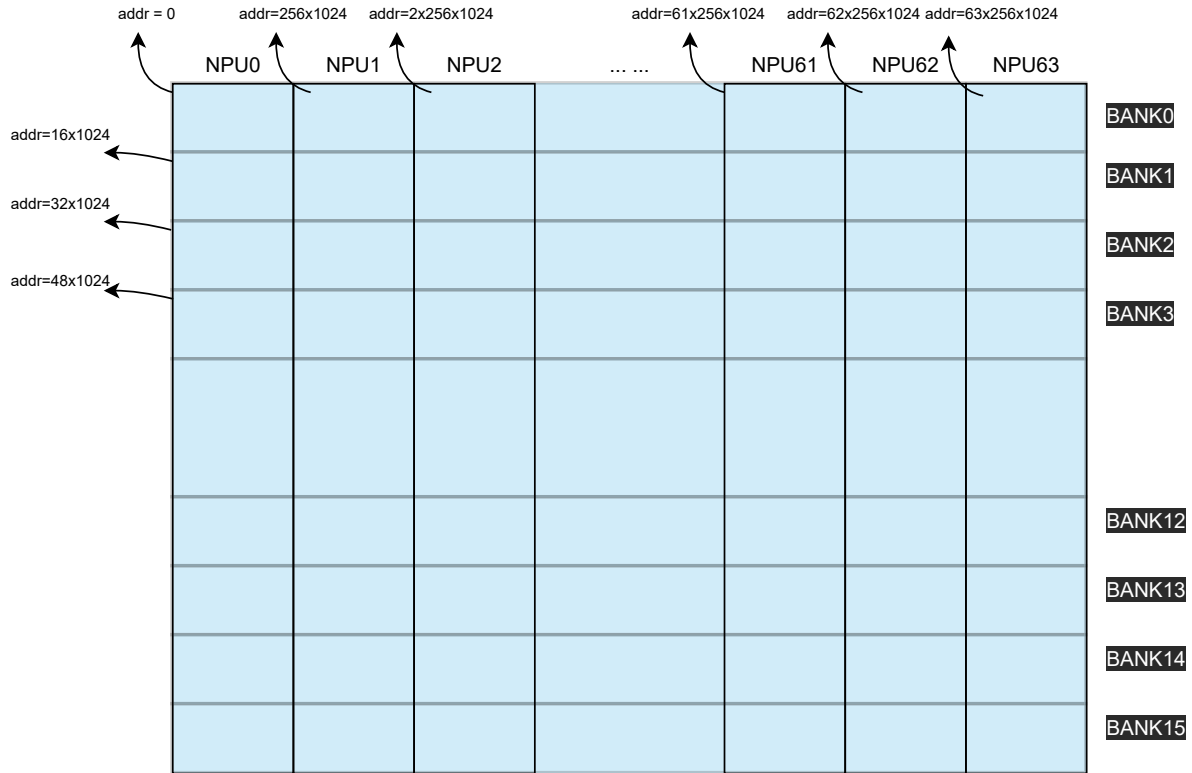 addr = 0
addr=256x1024
addr=2x256x1024
addr=61x256x1024
addr=62x256x1024
addr=63x256x1024
NPU0
NPU1
NPU2
... ...
NPU61
NPU62
NPU63
BANK0
addr=16x1024
BANK1
addr=32x1024
BANK2
addr=48x1024
BANK3
BANK12
BANK13
BANK14
BANK15